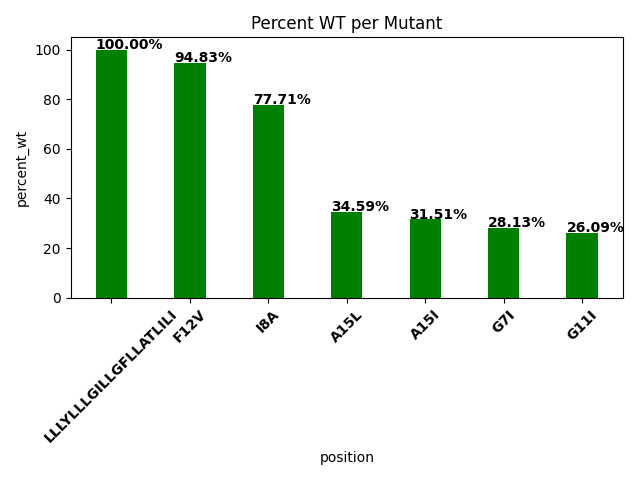 Percent WT per Mutant
percent_wt
100
80
60
40
20
0
100.00%
94.83%
77.71%
34.59%
31.51%
28.13%
26.09%
LLLYLLLGILLGFLLATLILI
F12V
I8A
A15L
A15I
G7I
G11I
position